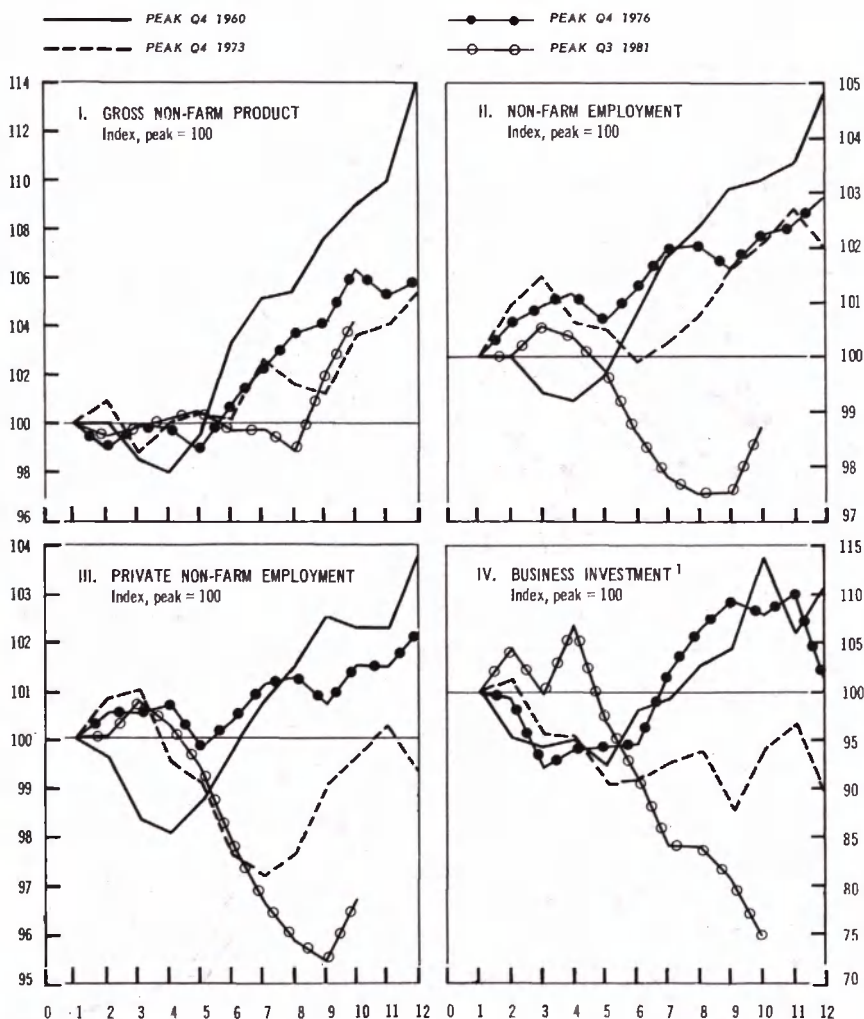 PEAK Q4 1960
PEAK Q4 1973
PEAK Q4 1976
PEAK Q3 1981
I. GROSS NON-FARM PRODUCT
Index, peak = 100
114
112
110
108
106
104
102
100
98
96
II. NON-FARM EMPLOYMENT
Index, peak = 100
105
104
103
102
101
100
99
98
97
III. PRIVATE NON-FARM EMPLOYMENT
Index, peak = 100
104
103
102
101
100
99
98
97
96
95
IV. BUSINESS INVESTMENT 1
Index, peak = 100
115
110
105
100
95
90
85
80
75
70
0 1 2 3 4 5 6 7 8 9 10 11 12
0 1 2 3 4 5 6 7 8 9 10 11 12